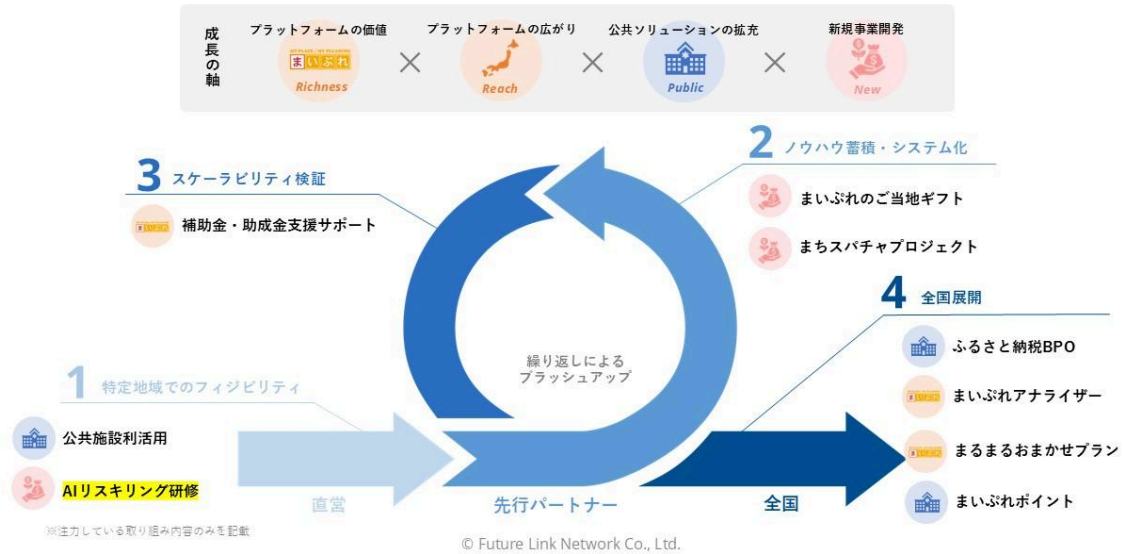 成長の軸
プラットフォームの価値
プラットフォームの広がり
公共ソリューションの拡充
新規事業開発
まいぷれ
Richness
Reach
Public
New
3 スケーラビリティ検証
補助金・助成金支援サポート
2 ノウハウ蓄積・システム化
まいぷれのご当地ギフト
まちスパチャプロジェクト
4 全国展開
ふるさと納税BPO
まいぷれアナライザー
まるまるおまかせプラン
まいぷれポイント
繰り返しによる
ブラッシュアップ
1 特定地域でのフィジビリティ
公共施設利活用
AIリスキリング研修
直営
先行パートナー
全国
※注力している取り組み内容のみを記載
© Future Link Network Co., Ltd.